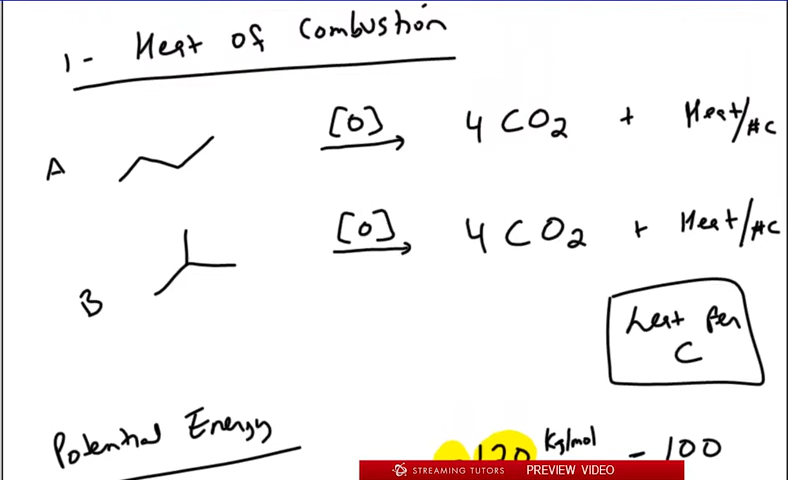 1- Heat of Combustion
A [O] 4 CO2 + Heat/#C
B [O] 4 CO2 + Heat/#C
heat per
C
Potential Energy
- 120 KJ/mol - 100
STREAMING TUTORS PREVIEW VIDEO